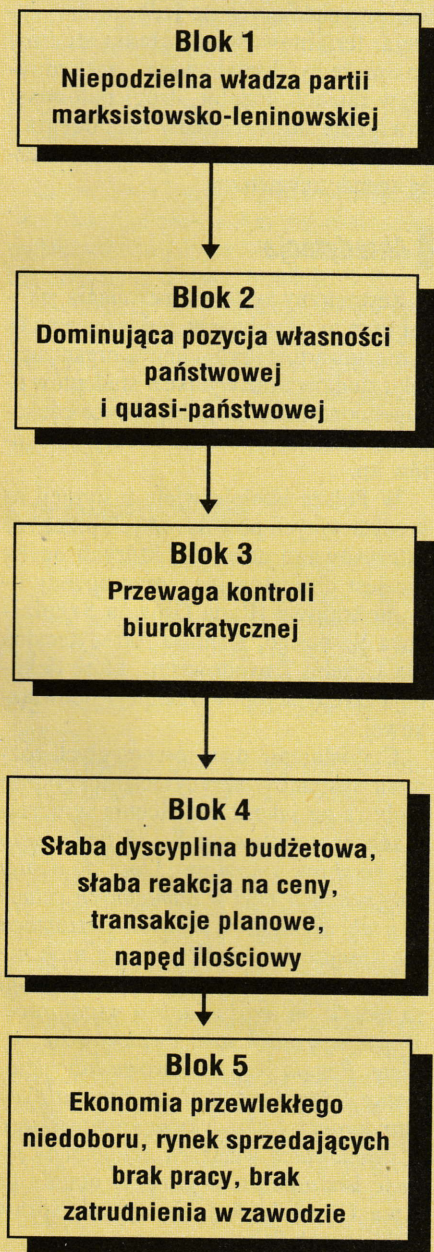 Blok 1
Niepodzielna władza partii
marksistowsko-leninowskiej
Blok 2
Dominująca pozycja własności
państwowej
i quasi-państwowej
Blok 3
Przewaga kontroli
biurokratycznej
Blok 4
Słaba dyscyplina budżetowa,
słaba reakcja na ceny,
transakcje planowe,
napęd ilościowy
Blok 5
Ekonomia przewlekłego
niedoboru, rynek sprzedających
brak pracy, brak
zatrudnienia w zawodzie